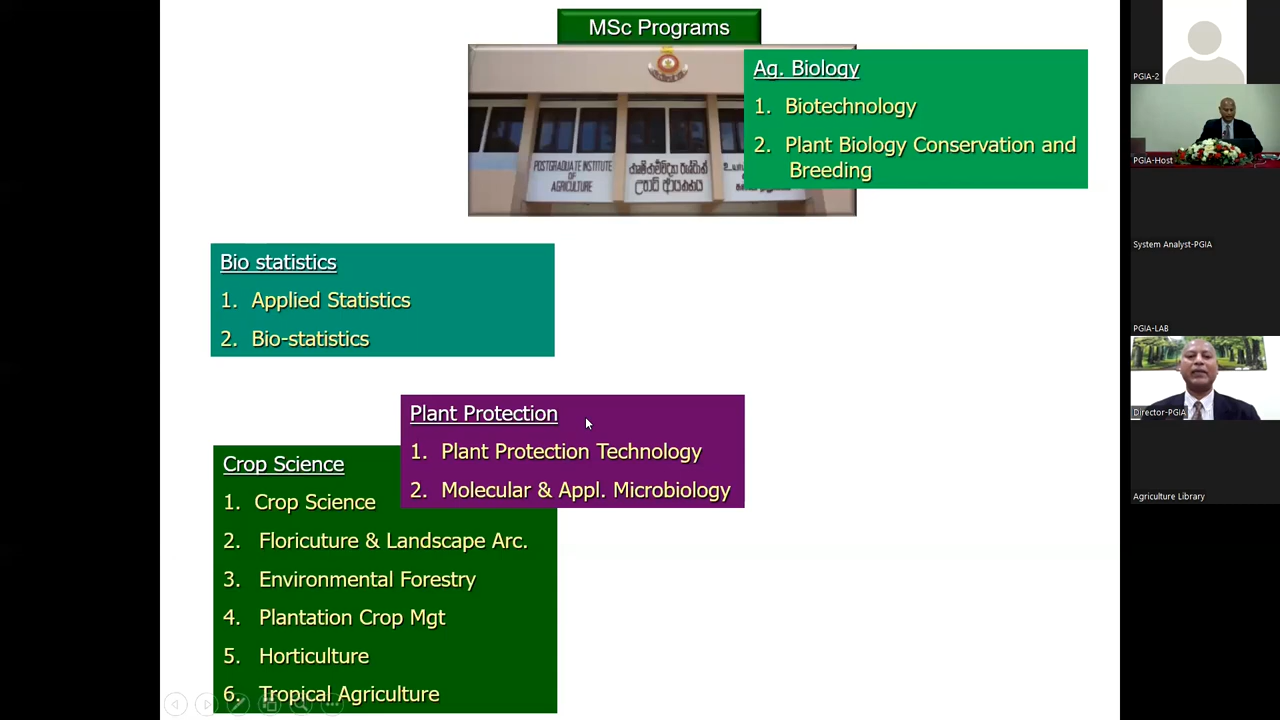 MSc Programs
POSTGRADUATE INSTITUTE
OF
AGRICULTURE
Ag. Biology
1. Biotechnology
2. Plant Biology Conservation and
Breeding
Bio statistics
1. Applied Statistics
2. Bio-statistics
Plant Protection
1. Plant Protection Technology
2. Molecular & Appl. Microbiology
Crop Science
1. Crop Science
2. Floricuture & Landscape Arc.
3. Environmental Forestry
4. Plantation Crop Mgt
5. Horticulture
6. Tropical Agriculture
PGIA-2
PGIA-Host
System Analyst-PGIA
PGIA-LAB
Director-PGIA
Agriculture Library